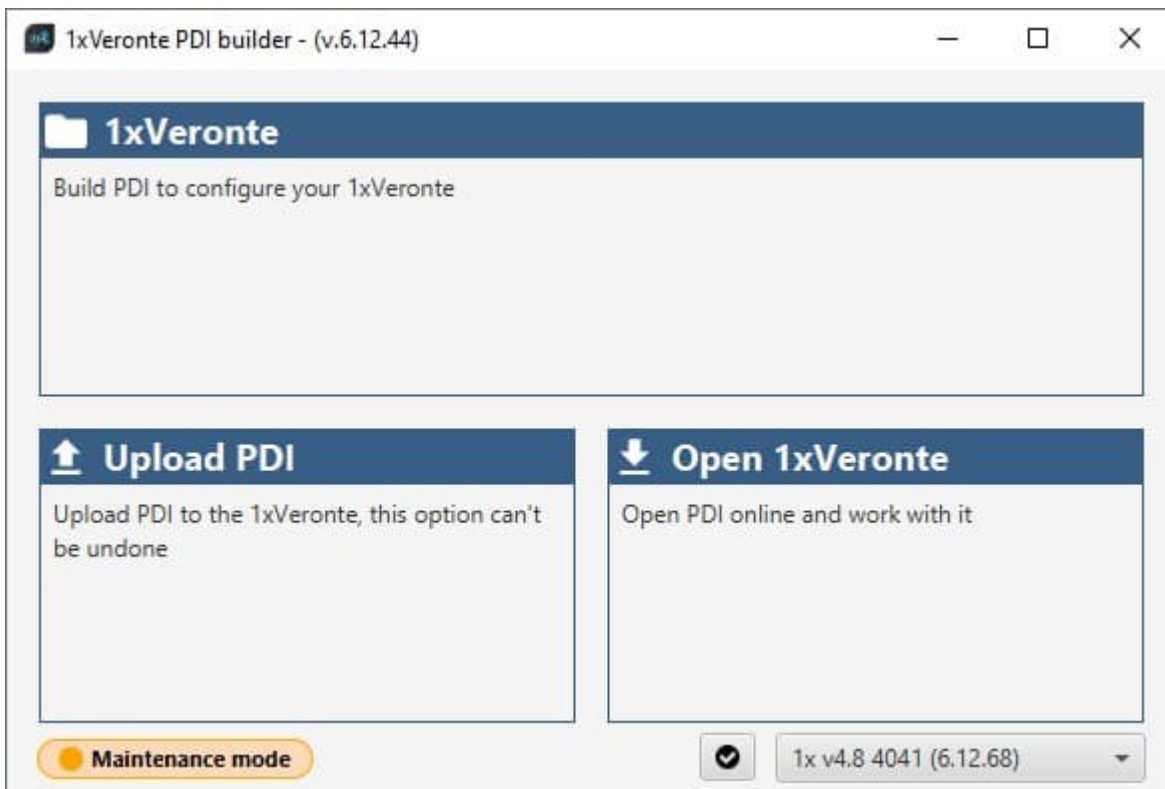 1xVeronte PDI builder - (v.6.12.44)
1xVeronte
Build PDI to configure your 1xVeronte
Upload PDI
Upload PDI to the 1xVeronte, this option can't
be undone
Open 1xVeronte
Open PDI online and work with it
Maintenance mode
1x v4.8 4041 (6.12.68)